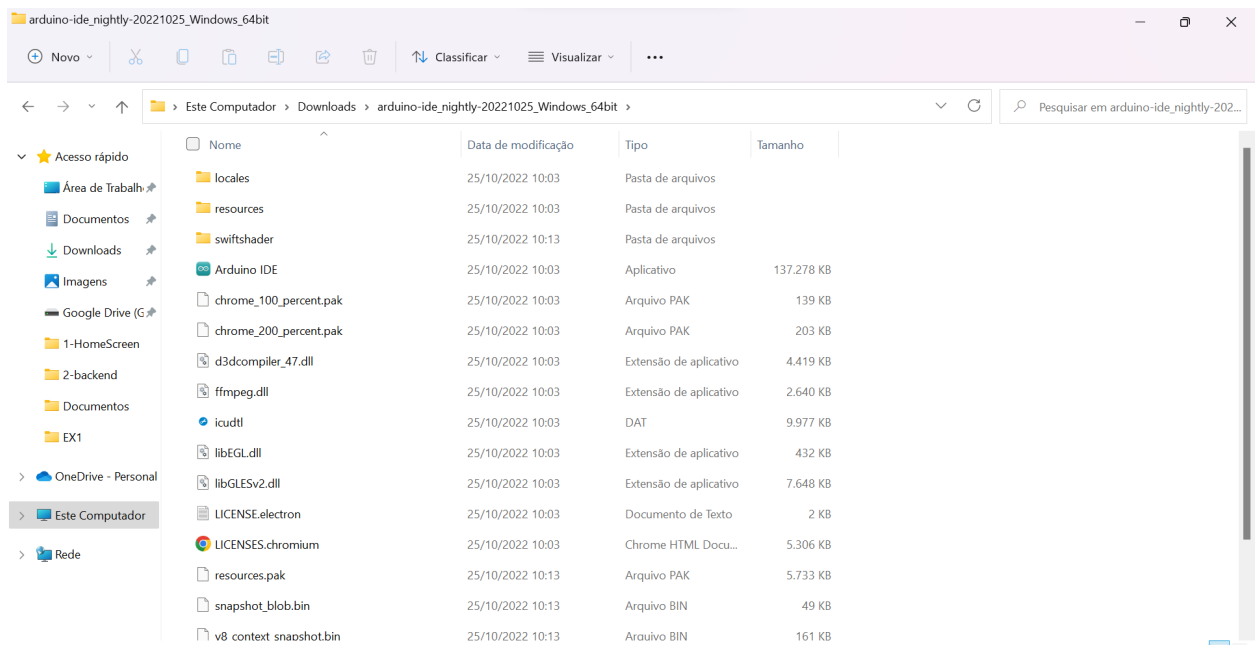 arduino-ide_nightly-20221025_Windows_64bit
Novo Classificar Visualizar
Este Computador > Downloads > arduino-ide_nightly-20221025_Windows_64bit >
Pesquisar em arduino-ide_nightly-202...
Acesso rápido
Área de Trabalh
Documentos
Downloads
Imagens
Google Drive (G
1-HomeScreen
2-backend
Documentos
EX1
OneDrive - Personal
Este Computador
Rede
Nome Data de modificação Tipo Tamanho
locales 25/10/2022 10:03 Pasta de arquivos
resources 25/10/2022 10:03 Pasta de arquivos
swiftshader 25/10/2022 10:13 Pasta de arquivos
Arduino IDE 25/10/2022 10:03 Aplicativo 137.278 KB
chrome_100_percent.pak 25/10/2022 10:03 Arquivo PAK 139 KB
chrome_200_percent.pak 25/10/2022 10:03 Arquivo PAK 203 KB
d3dcompiler_47.dll 25/10/2022 10:03 Extensão de aplicativo 4.419 KB
ffmpeg.dll 25/10/2022 10:03 Extensão de aplicativo 2.640 KB
icudtl 25/10/2022 10:03 DAT 9.977 KB
libEGL.dll 25/10/2022 10:03 Extensão de aplicativo 432 KB
libGLESv2.dll 25/10/2022 10:03 Extensão de aplicativo 7.648 KB
LICENSE.electron 25/10/2022 10:03 Documento de Texto 2 KB
LICENSES.chromium 25/10/2022 10:03 Chrome HTML Docu... 5.306 KB
resources.pak 25/10/2022 10:13 Arquivo PAK 5.733 KB
snapshot_blob.bin 25/10/2022 10:13 Arquivo BIN 49 KB
v8_context_snapshot.bin 25/10/2022 10:13 Arquivo BIN 161 KB